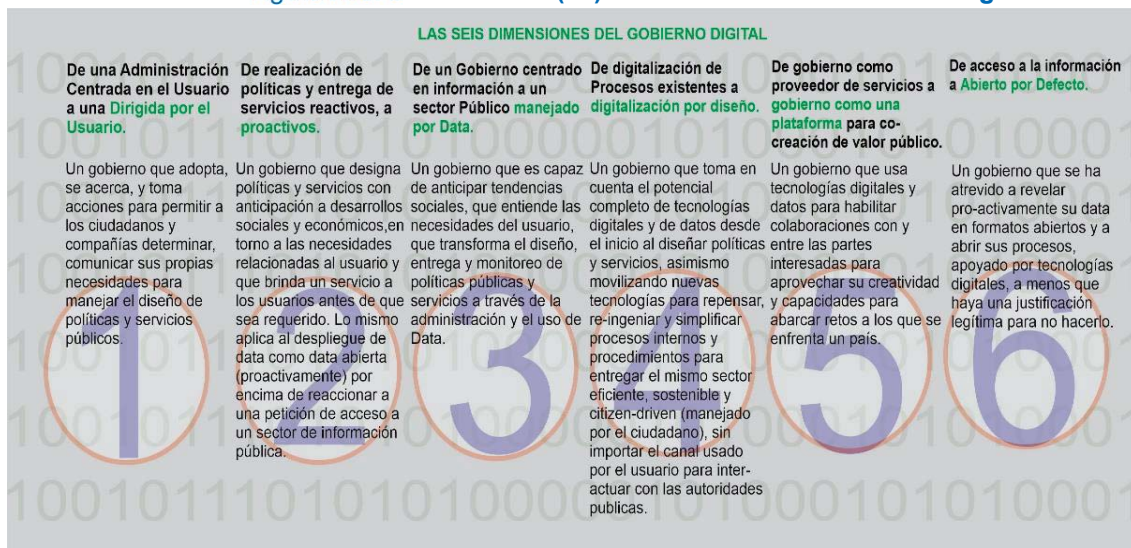 LAS SEIS DIMENSIONES DEL GOBIERNO DIGITAL
De una Administración
Centrada en el Usuario
a una Dirigida por el
Usuario.
Un gobierno que adopta,
se acerca, y toma
acciones para permitir a
los ciudadanos y
compañías determinar,
comunicar sus propias
necesidades para
manejar el diseño de
políticas y servicios
públicos.
1
De realización de
políticas y entrega de
servicios reactivos, a
proactivos.
Un gobierno que designa
políticas y servicios con
anticipación a desarrollos
sociales y económicos,en
torno a las necesidades
relacionadas al usuario y
que brinda un servicio a
los usuarios antes de que
sea requerido. Lo mismo
aplica al despliegue de
data como data abierta
(proactivamente) por
encima de reaccionar a
una petición de acceso a
un sector de información
pública.
2
De un Gobierno centrado
en información a un
sector Público manejado
por Data.
Un gobierno que es capaz
de anticipar tendencias
sociales, que entiende las
necesidades del usuario,
que transforma el diseño,
entrega y monitoreo de
políticas públicas y
servicios a través de la
administración y el uso de
Data.
3
De digitalización de
Procesos existentes a
digitalización por diseño.
Un gobierno que toma en
cuenta el potencial
completo de tecnologías
digitales y de datos desde
el inicio al diseñar políticas
y servicios, asimismo
movilizando nuevas
tecnologías para repensar,
re-ingeniar y simplificar
procesos internos y
procedimientos para
entregar el mismo sector
eficiente, sostenible y
citizen-driven (manejado
por el ciudadano), sin
importar el canal usado
por el usuario para inter-
actuar con las autoridades
publicas.
4
De gobierno como
proveedor de servicios a
gobierno como una
plataforma para co-
creación de valor público.
Un gobierno que usa
tecnologías digitales y
datos para habilitar
colaboraciones con y
entre las partes
interesadas para
aprovechar su creatividad
y capacidades para
abarcar retos a los que se
enfrenta un país.
5
De acceso a la información
a Abierto por Defecto.
Un gobierno que se ha
atrevido a revelar
pro-activamente su data
en formatos abiertos y a
abrir sus procesos,
apoyado por tecnologías
digitales, a menos que
haya una justificación
legítima para no hacerlo.
6